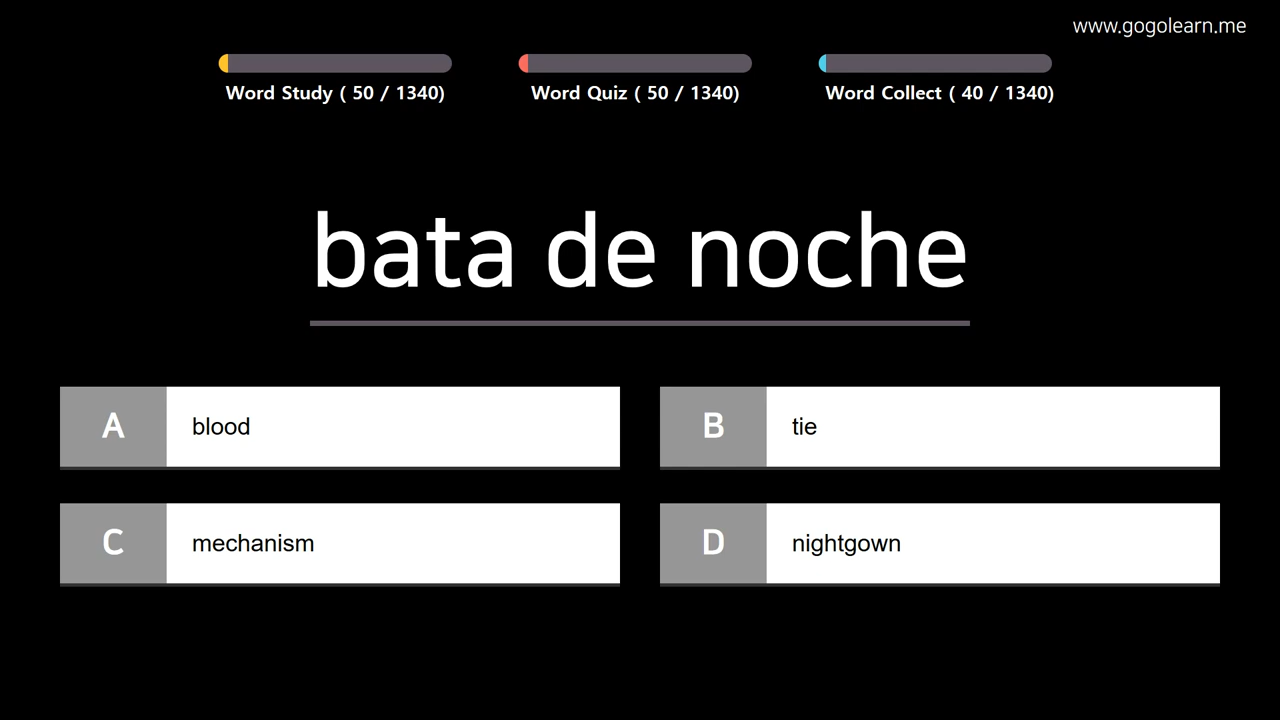 www.gogolearn.me
Word Study ( 50 / 1340)
Word Quiz ( 50 / 1340)
Word Collect ( 40 / 1340)
bata de noche
A blood
B tie
C mechanism
D nightgown